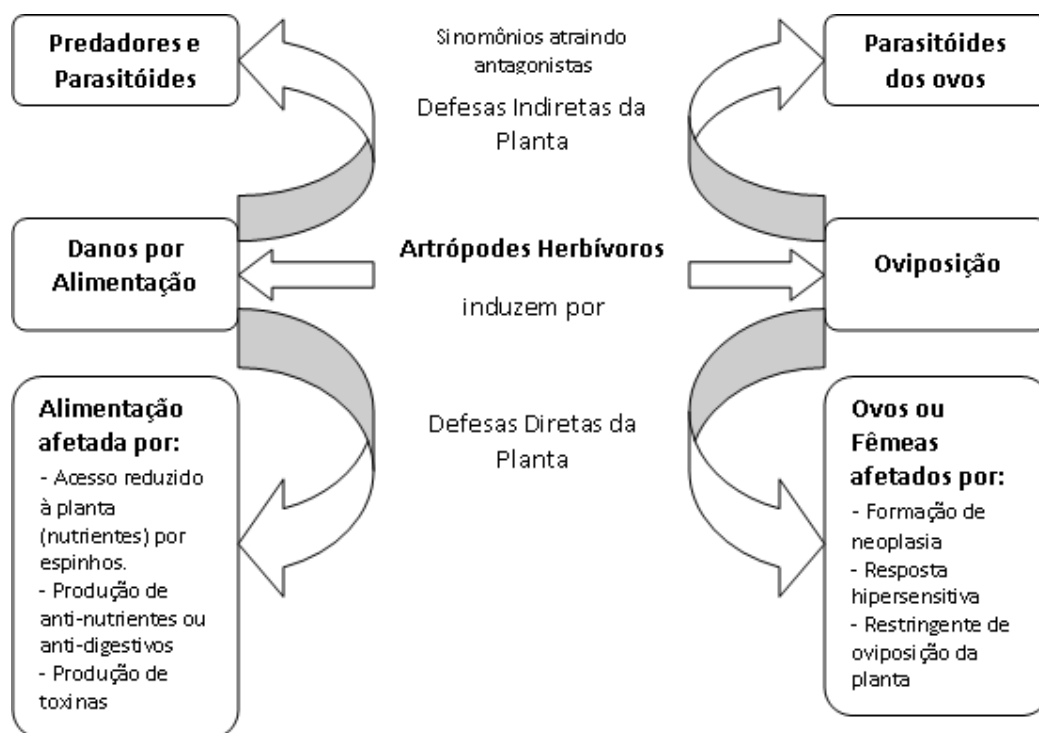 Predadores e
Parasitóides
Sinomônios atraindo
antagonistas
Defesas Indiretas da
Planta
Parasitóides
dos ovos
Danos por
Alimentação
Artrópodes Herbívoros
induzem por
Oviposição
Alimentação
afetada por:
- Acesso reduzido
à planta
(nutrientes) por
espinhos.
- Produção de
anti-nutrientes ou
anti-digestivos
- Produção de
toxinas
Defesas Diretas da
Planta
Ovos ou
Fêmeas
afetados por:
- Formação de
neoplasia
- Resposta
hipersensitiva
- Restringente de
oviposição da
planta